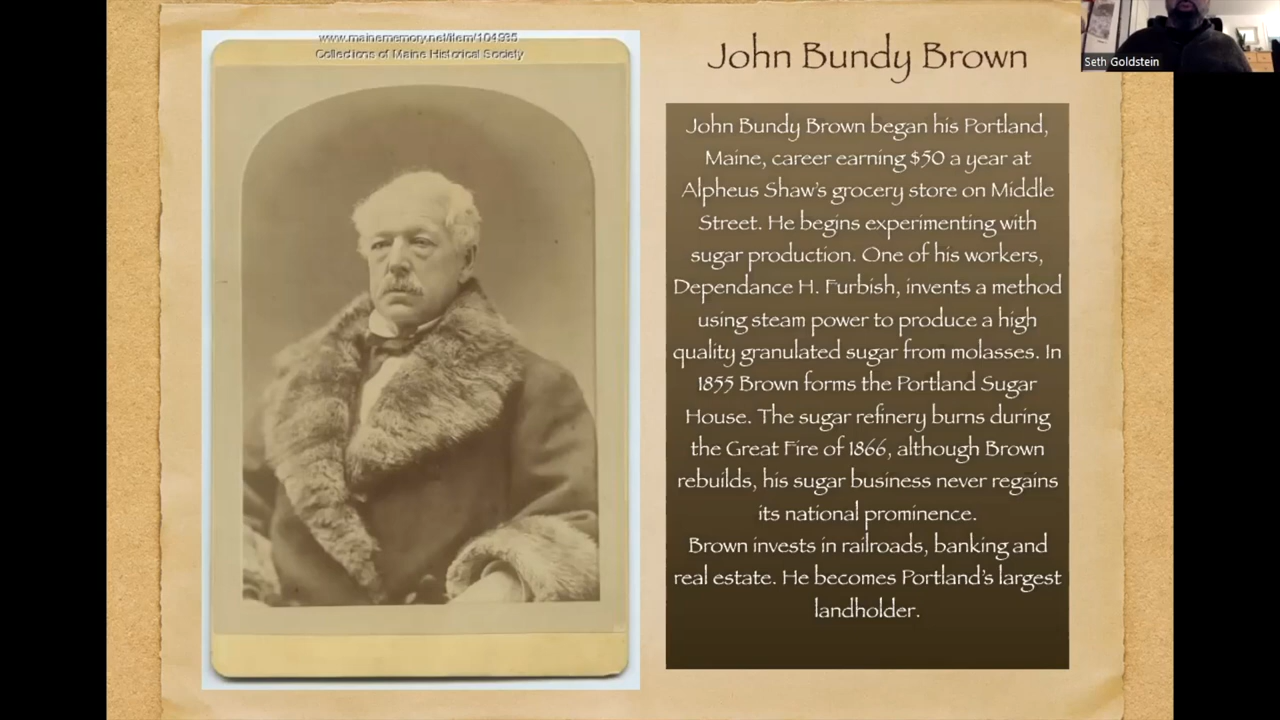 www.mainememory.net/item/104935
Collections of Maine Historical Society
John Bundy Brown
Seth Goldstein
John Bundy Brown began his Portland,
Maine, career earning $50 a year at
Alpheus Shaw's grocery store on Middle
Street. He begins experimenting with
sugar production. One of his workers,
Dependance H. Furbish, invents a method
using steam power to produce a high
quality granulated sugar from molasses. In
1855 Brown forms the Portland Sugar
House. The sugar refinery burns during
the Great Fire of 1866, although Brown
rebuilds, his sugar business never regains
its national prominence.
Brown invests in railroads, banking and
real estate. He becomes Portland's largest
landholder.